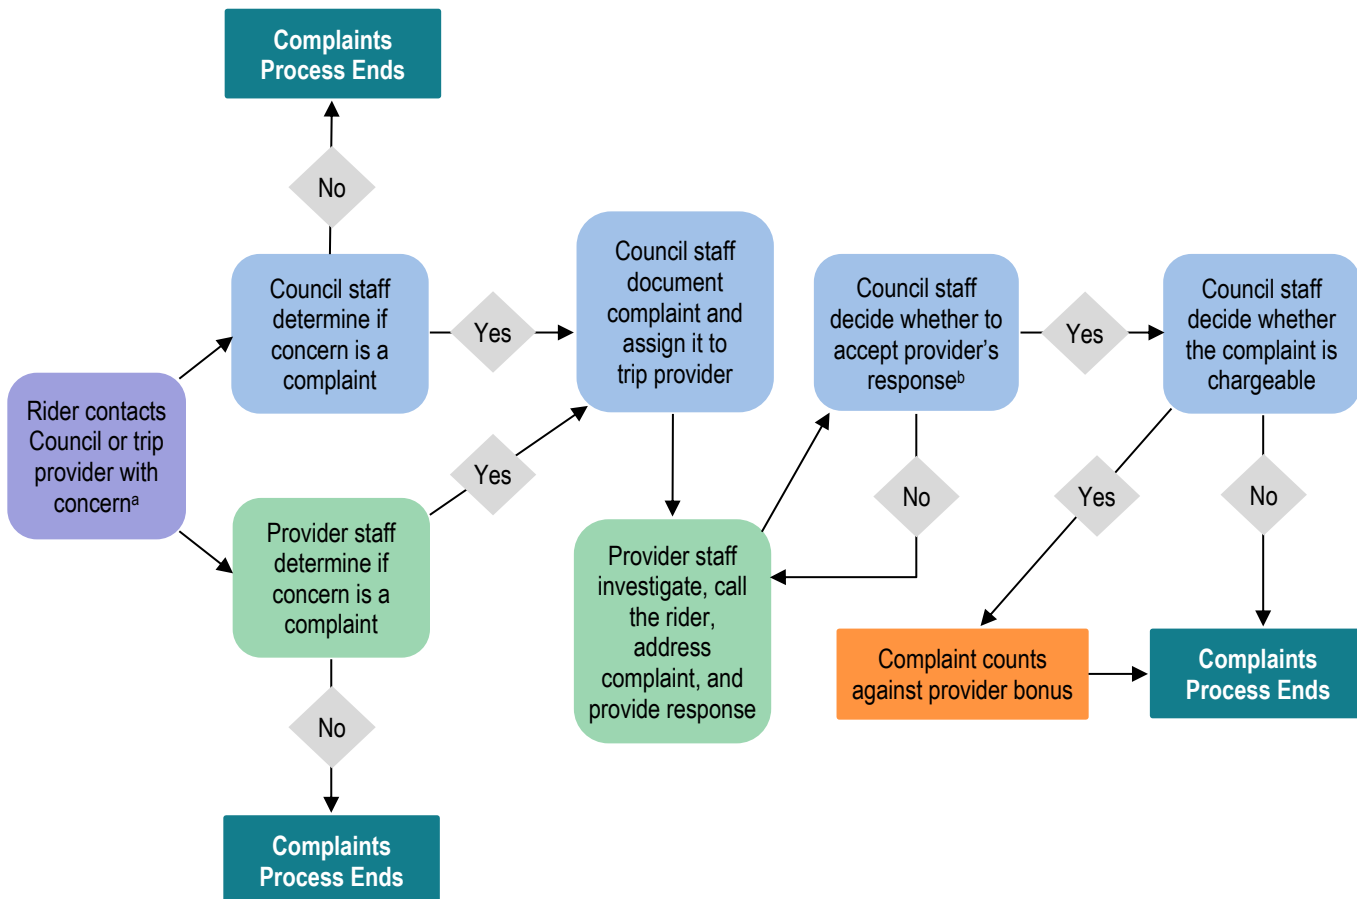 Complaints
Process Ends
No
Council staff
determine if
concern is a
complaint
Yes
Council staff
document
complaint and
assign it to
trip provider
Council staff
decide whether to
accept provider’s
responseᵇ
Yes
Council staff
decide whether
the complaint is
chargeable
Rider contacts
Council or trip
provider with
concernᵃ
Yes
Provider staff
determine if
concern is a
complaint
No
Complaints
Process Ends
Provider staff
investigate, call
the rider,
address
complaint, and
provide response
No
Yes
No
Complaint counts
against provider bonus
Complaints
Process Ends